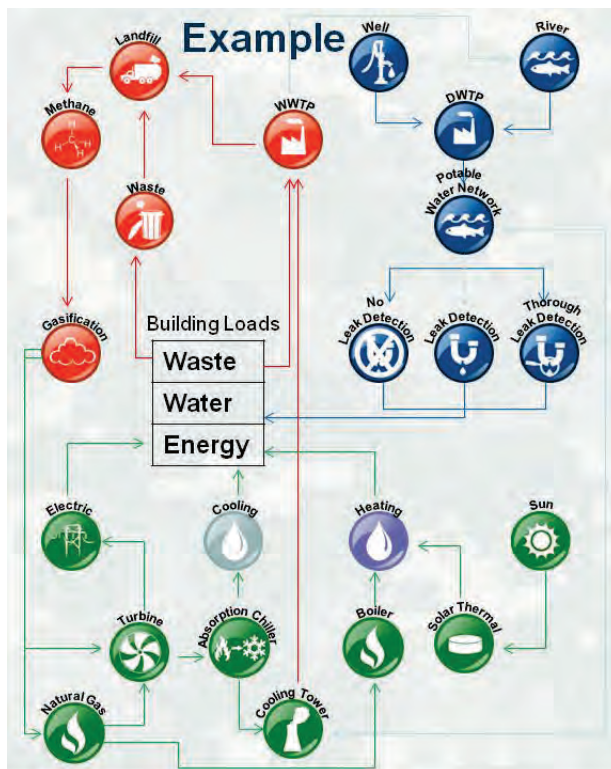 Example
Landfill
Well
River
Methane
WWTP
DWTP
Potable
Water Network
Waste
No
Leak Detection
Leak Detection
Thorough
Leak Detection
Gasification
Building Loads
Waste
Water
Energy
Electric
Cooling
Heating
Sun
Turbine
Absorption Chiller
Boiler
Solar Thermal
Natural Gas
Cooling Tower